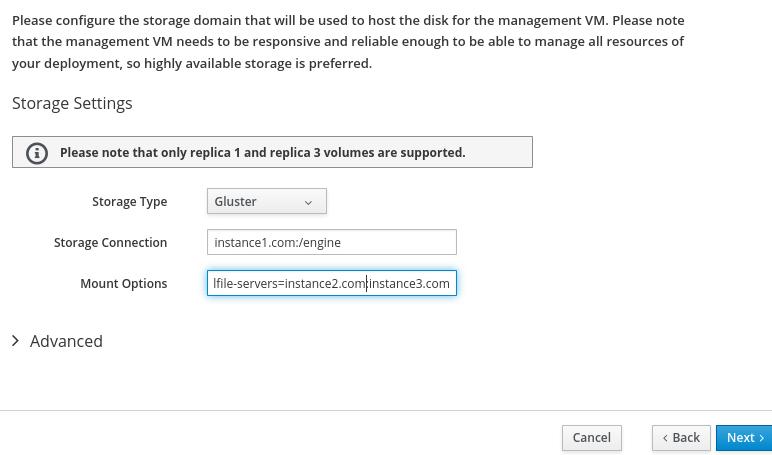 Please configure the storage domain that will be used to host the disk for the management VM. Please note
that the management VM needs to be responsive and reliable enough to be able to manage all resources of
your deployment, so highly available storage is preferred.
Storage Settings
Please note that only replica 1 and replica 3 volumes are supported.
Storage Type Gluster
Storage Connection instance1.com:/engine
Mount Options lfile-servers=instance2.com:instance3.com
Advanced
Cancel < Back Next >